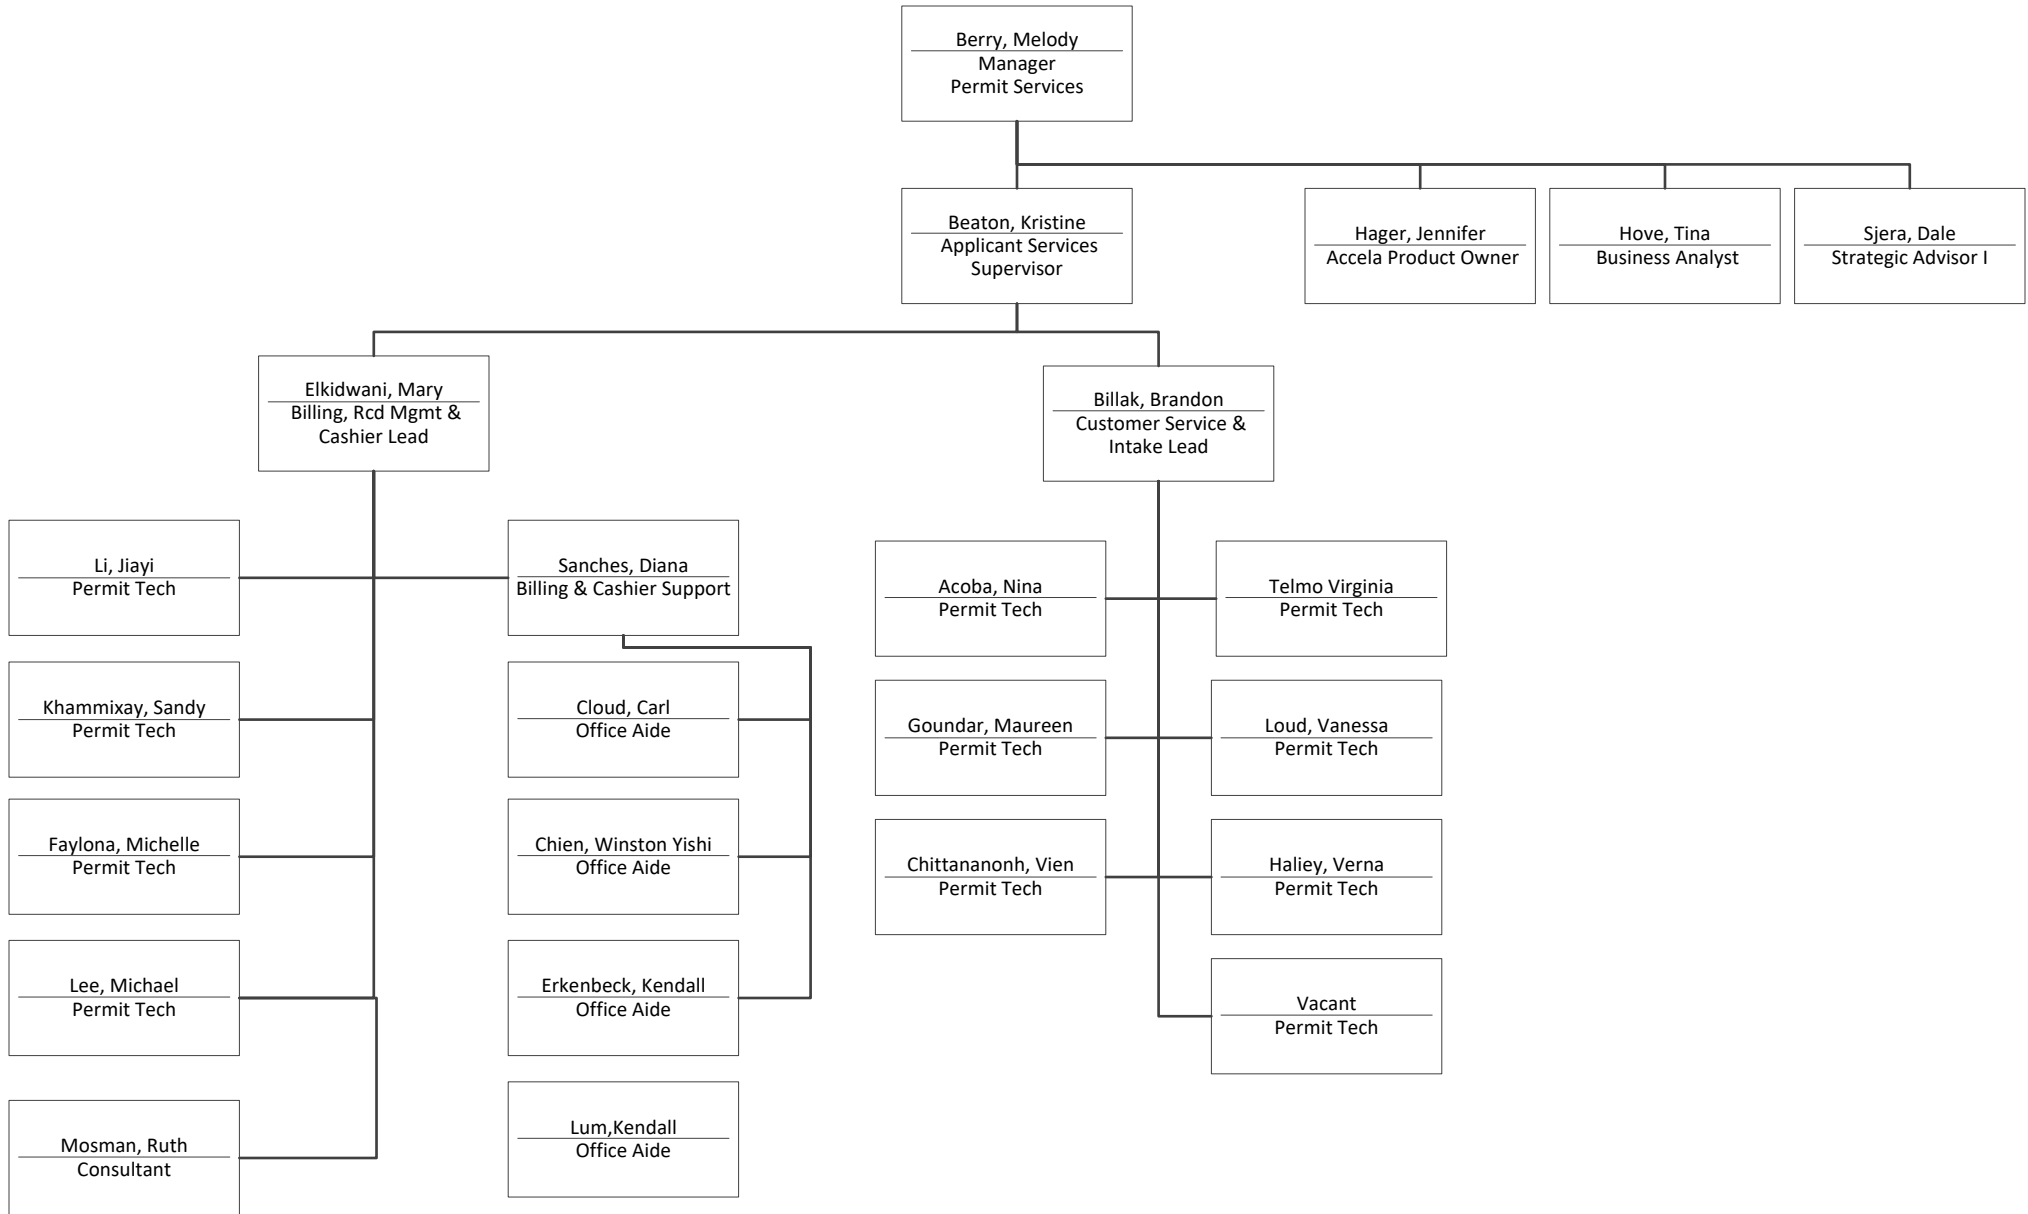 Berry, Melody
Manager
Permit Services
Beaton, Kristine
Applicant Services
Supervisor
Hager, Jennifer
Accela Product Owner
Hove, Tina
Business Analyst
Sjera, Dale
Strategic Advisor I
Elkidwani, Mary
Billing, Rcd Mgmt &
Cashier Lead
Billak, Brandon
Customer Service &
Intake Lead
Li, Jiayi
Permit Tech
Sanches, Diana
Billing & Cashier Support
Acoba, Nina
Permit Tech
Telmo Virginia
Permit Tech
Khammixay, Sandy
Permit Tech
Cloud, Carl
Office Aide
Goundar, Maureen
Permit Tech
Loud, Vanessa
Permit Tech
Faylona, Michelle
Permit Tech
Chien, Winston Yishi
Office Aide
Chittananonh, Vien
Permit Tech
Haliey, Verna
Permit Tech
Lee, Michael
Permit Tech
Erkenbeck, Kendall
Office Aide
Vacant
Permit Tech
Mosman, Ruth
Consultant
Lum,Kendall
Office Aide